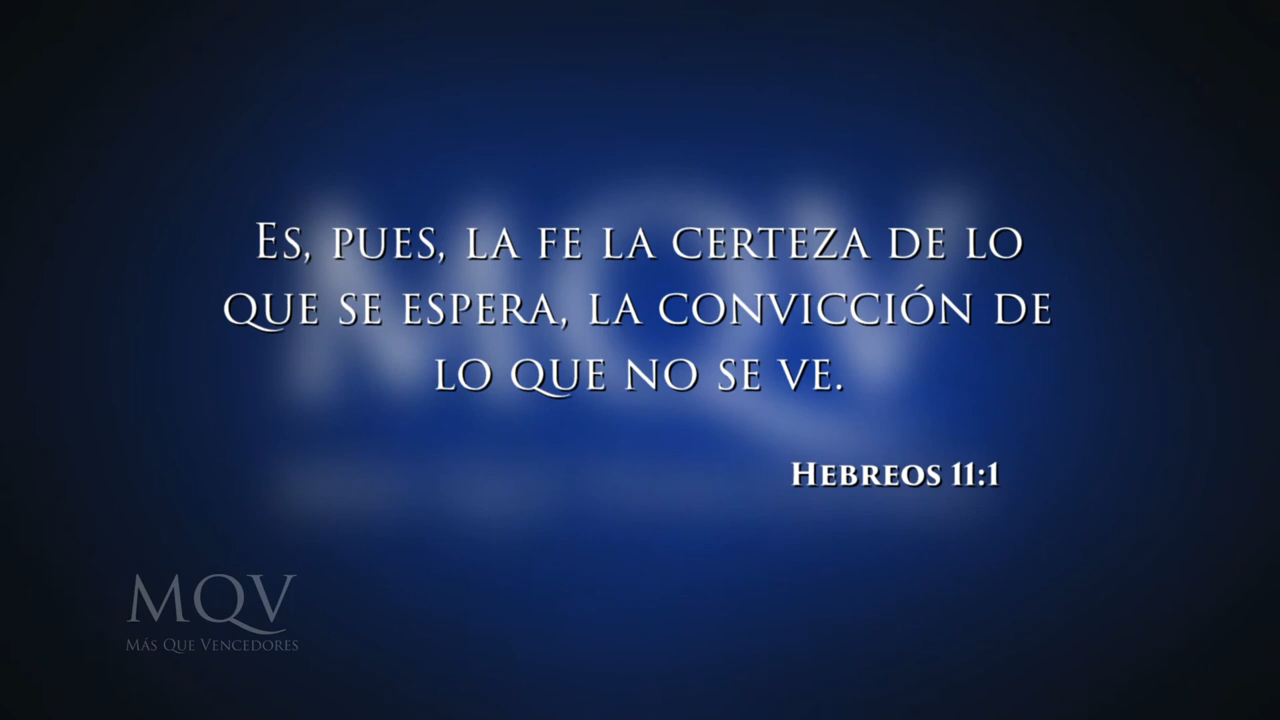 Es, pues, la fe la certeza de lo
que se espera, la convicción de
lo que no se ve.
Hebreos 11:1
MQV
Más Que Vencedores